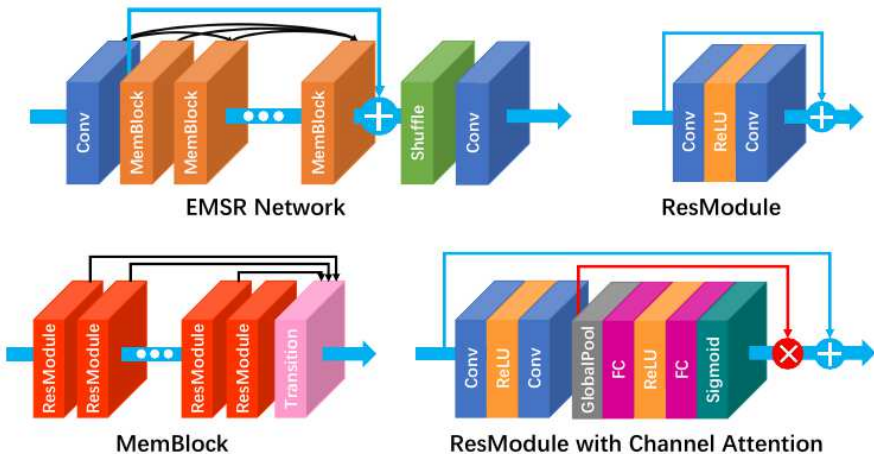 Conv
MemBlock
MemBlock
MemBlock
Shuffle
Conv
EMSR Network
Conv
ReLU
Conv
ResModule
ResModule
ResModule
ResModule
ResModule
Transition
MemBlock
Conv
ReLU
Conv
GlobalPool
FC
ReLU
FC
Sigmoid
ResModule with Channel Attention